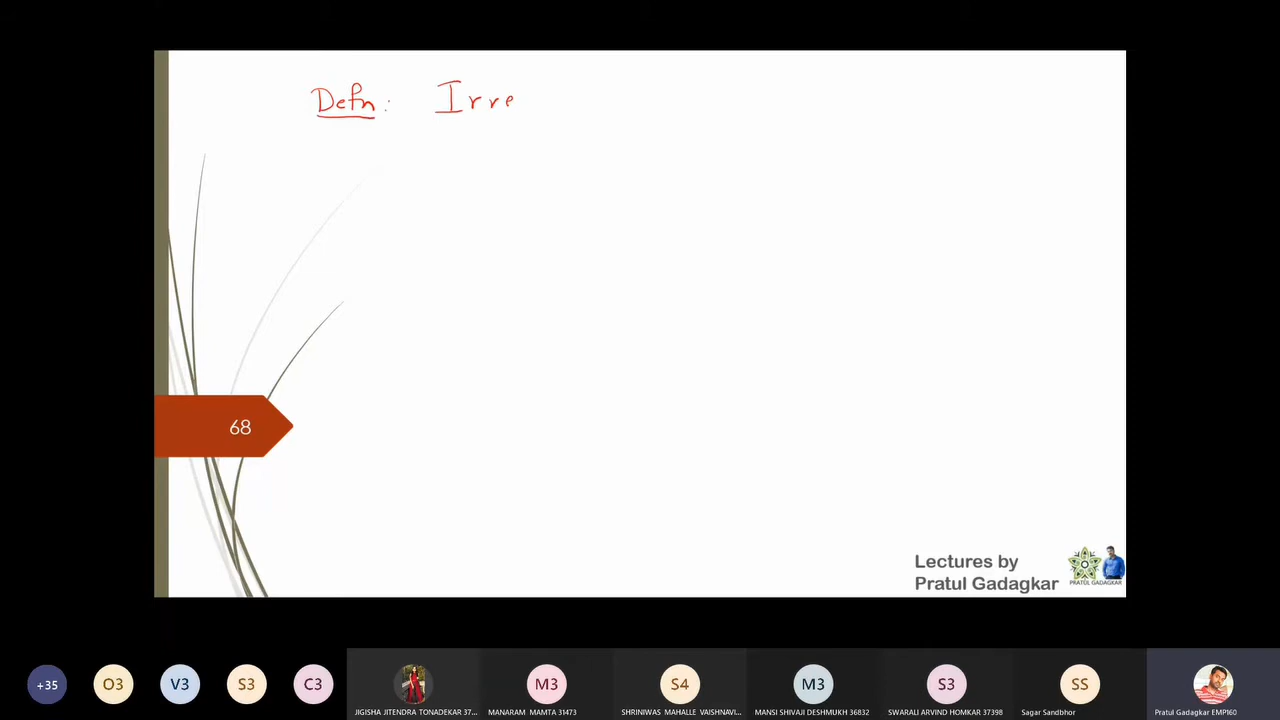 Defn: Irre
68
Lectures by
Pratul Gadagkar
PRATUL GADAGKAR
+35 O3 V3 S3 C3 M3 S4 M3 S3 SS
JIGISHA JITENDRA TONADEKAR 37... MANARAM MAMTA 31473 SHRINIWAS MAHALLE VAISHNAVI... MANSI SHIVAJI DESHMUKH 36832 SWARALI ARVIND HOMKAR 37398 Sagar Sandbhor Pratul Gadagkar EMP160